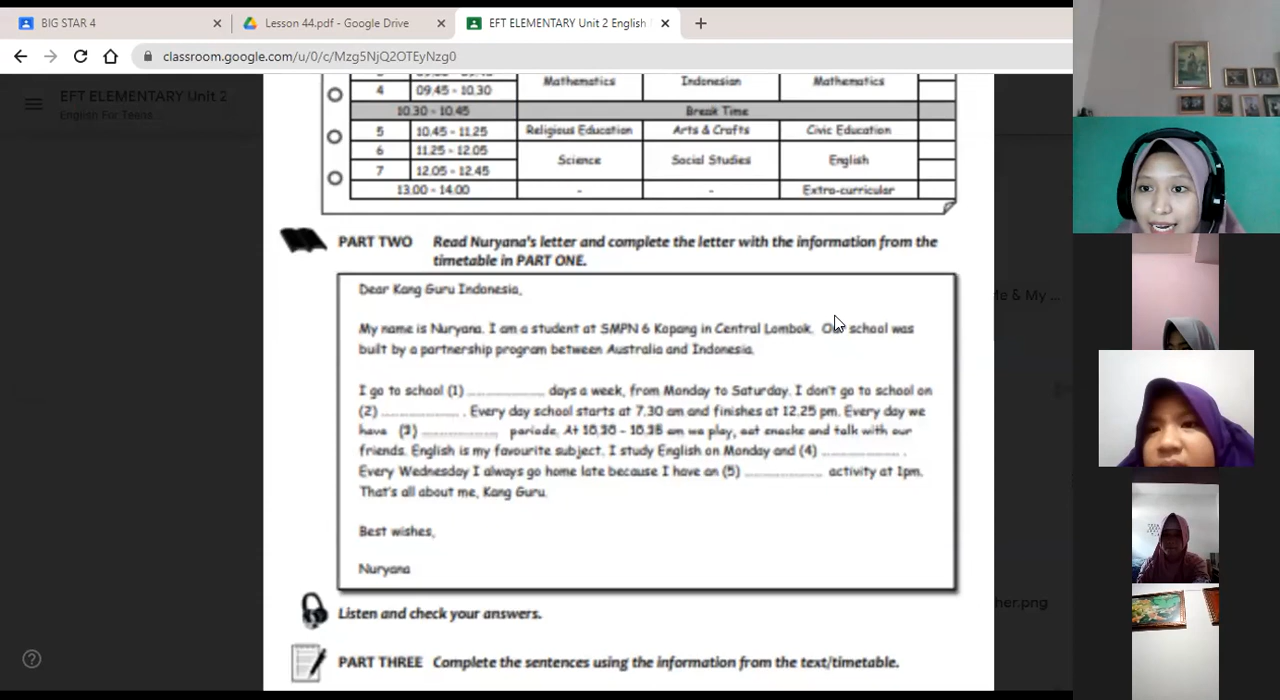 BIG STAR 4
Lesson 44.pdf - Google Drive
EFT ELEMENTARY Unit 2 English
classroom.google.com/u/0/c/Mzg5NjQ2OTEyNzg0
EFT ELEMENTARY Unit 2
English For Teens
Mathematics Indonesian Mathematics
4 09.45 - 10.30
10.30 - 10.45 Break Time
5 10.45 - 11.25 Religious Education Arts & Crafts Civic Education
6 11.25 - 12.05
Science Social Studies English
7 12.05 - 12.45
13.00 - 14.00 - - Extra-curricular
PART TWO Read Nuryana's letter and complete the letter with the information from the
timetable in PART ONE.
Dear Kang Guru Indonesia,
My name is Nuryana. I am a student at SMPN 6 Kopang in Central Lombok. Our school was
built by a partnership program between Australia and Indonesia.
I go to school (1) ................ days a week, from Monday to Saturday. I don't go to school on
(2) ................ . Every day school starts at 7.30 am and finishes at 12.25 pm. Every day we
have (3) ................ periods. At 10.30 - 10.35 am we play, eat snacks and talk with our
friends. English is my favourite subject. I study English on Monday and (4) ................ .
Every Wednesday I always go home late because I have an (5) ................ activity at 1pm.
That's all about me, Kang Guru.
Best wishes,
Nuryana
Listen and check your answers.
PART THREE Complete the sentences using the information from the text/timetable.
Me & My ...
her.png